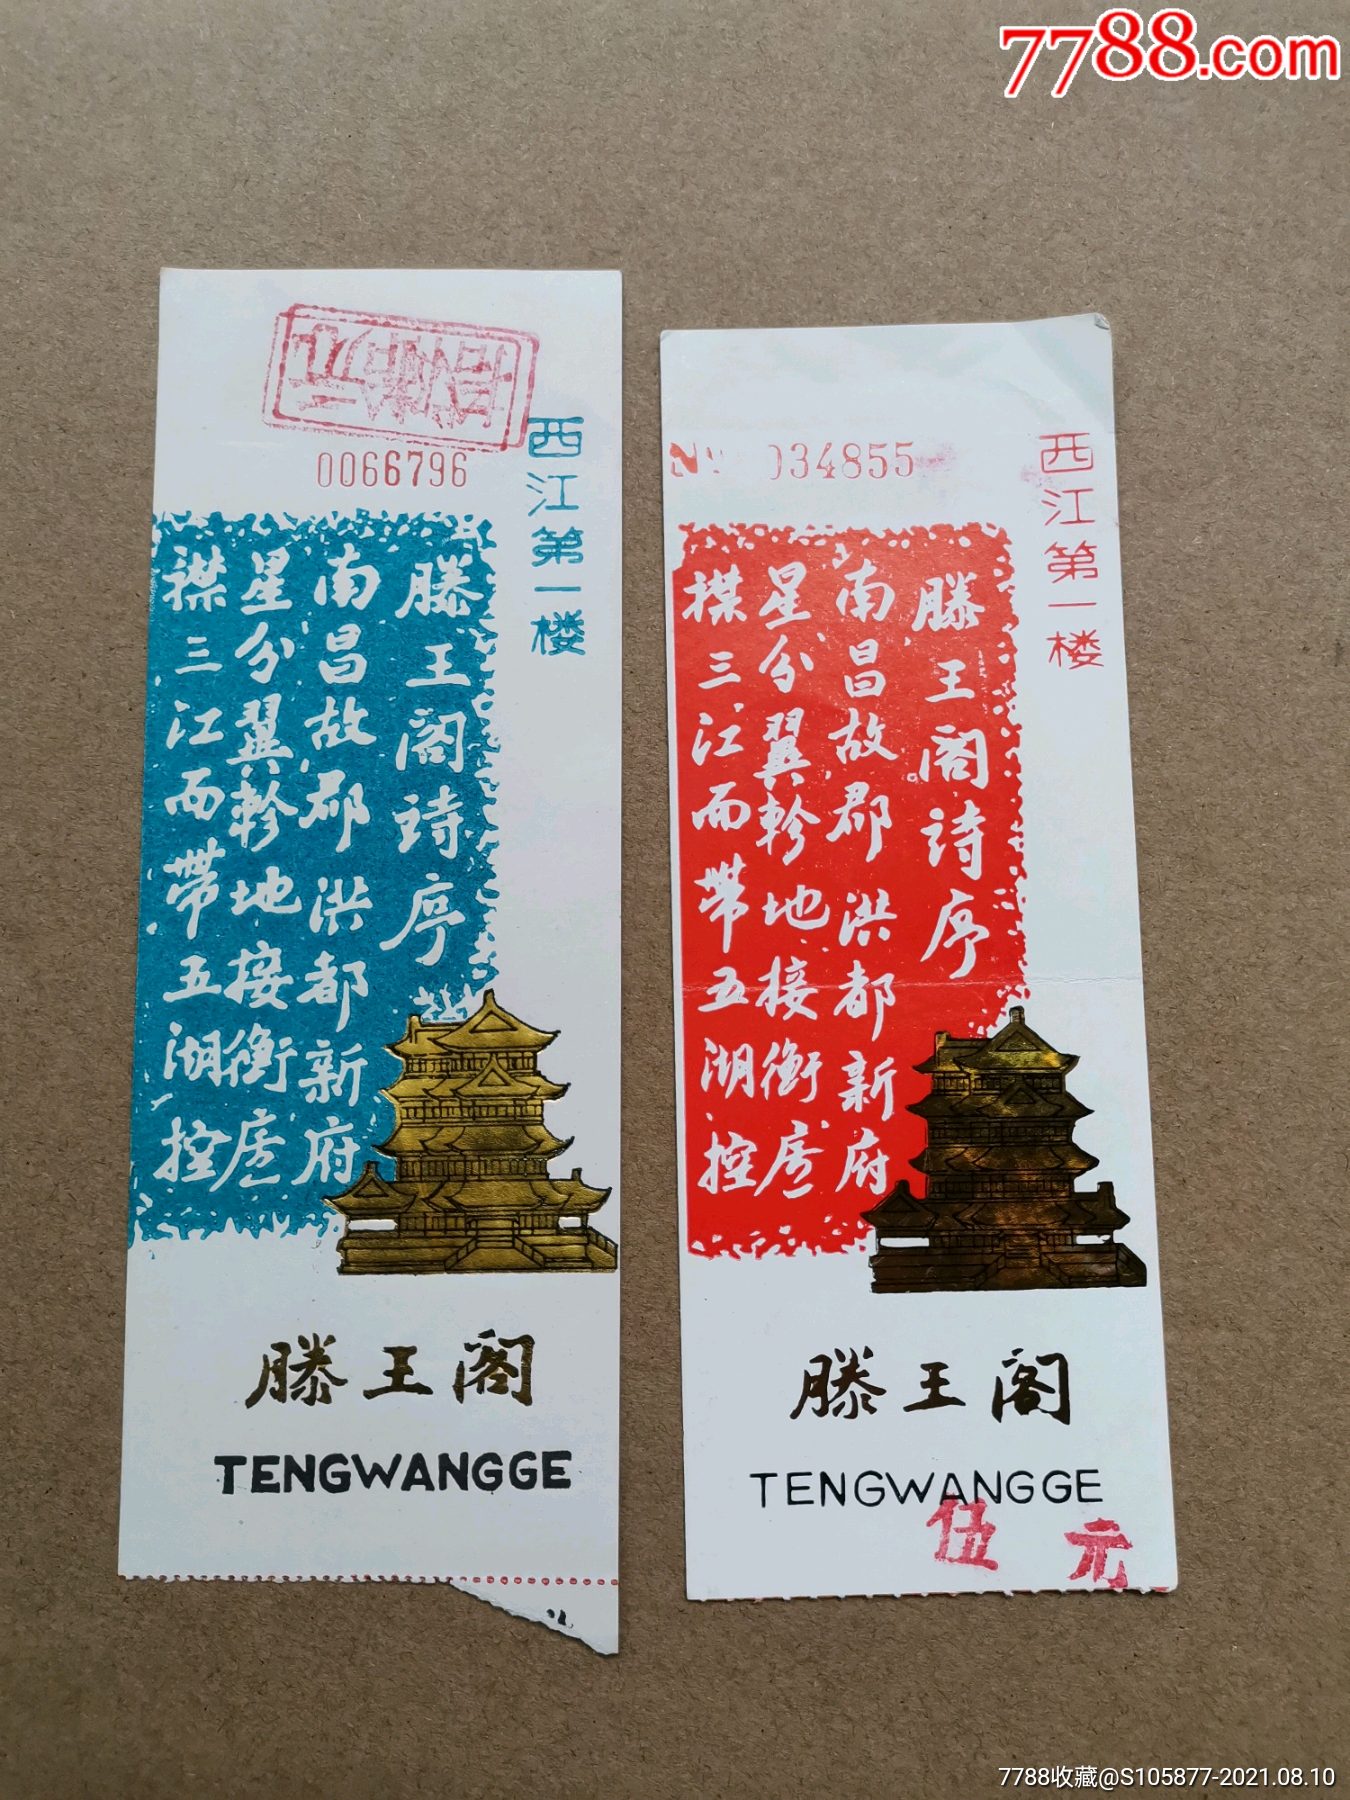 7788.com
0066796
西江第一楼
滕王阁诗序
南昌故郡洪都新府
星分翼轸地接衡庐
襟三江而带五湖控
滕王阁
TENGWANGGE
034855
西江第一楼
滕王阁诗序
南昌故郡洪都新府
星分翼轸地接衡庐
襟三江而带五湖控
滕王阁
TENGWANGGE
伍元
7788收藏@S105877-2021.08.10